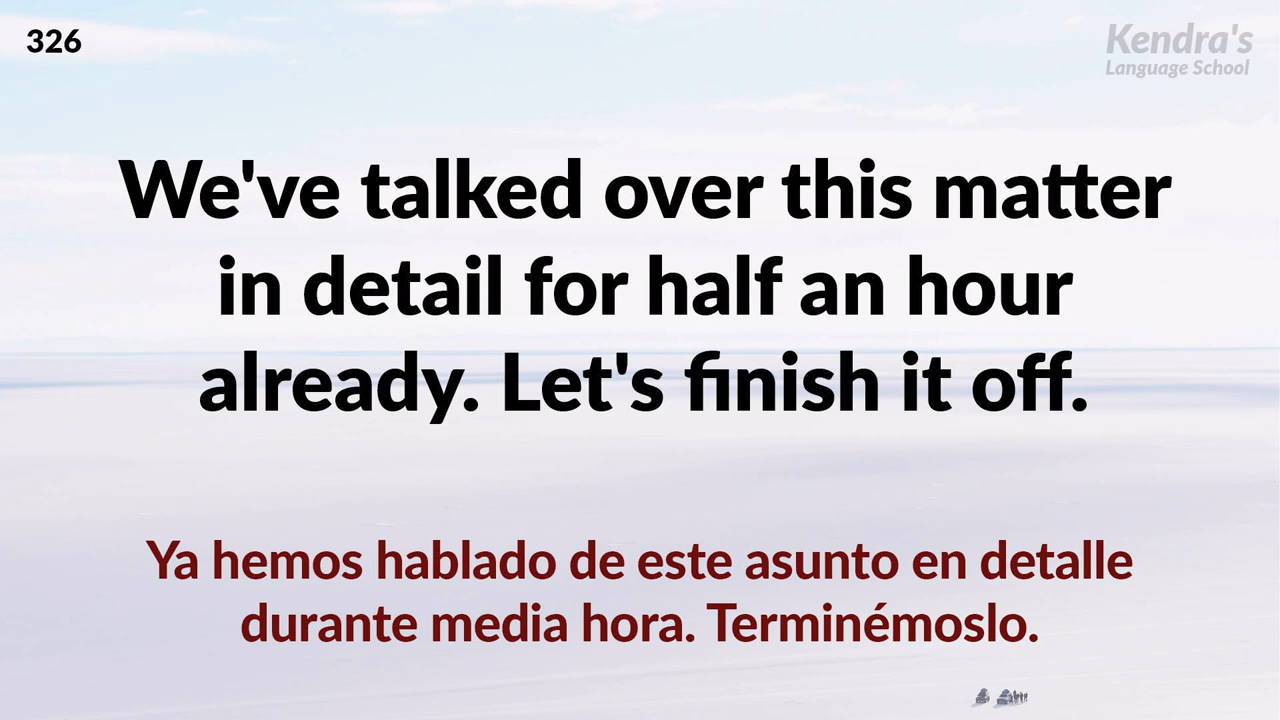 326
Kendra's
Language School
We've talked over this matter
in detail for half an hour
already. Let's finish it off.
Ya hemos hablado de este asunto en detalle
durante media hora. Terminémoslo.